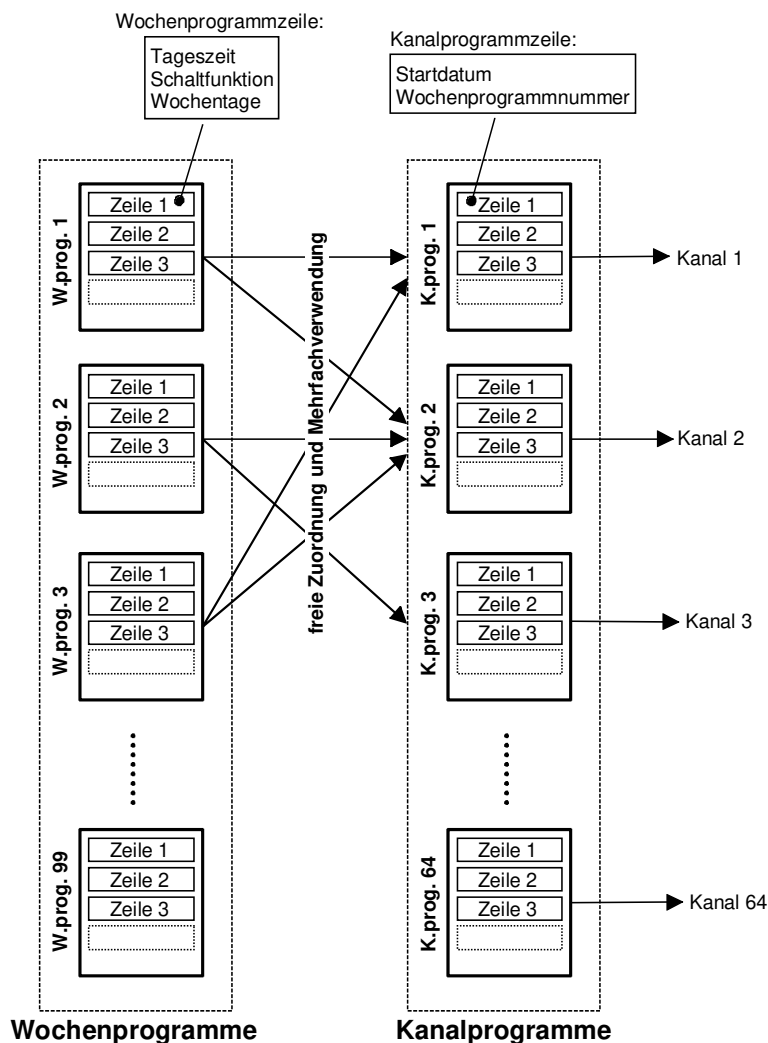 Wochenprogrammzeile:
Tageszeit
Schaltfunktion
Wochentage
Kanalprogrammzeile:
Startdatum
Wochenprogrammnummer
W.prog. 1
Zeile 1
Zeile 2
Zeile 3
W.prog. 2
Zeile 1
Zeile 2
Zeile 3
W.prog. 3
Zeile 1
Zeile 2
Zeile 3
W.prog. 99
Zeile 1
Zeile 2
Zeile 3
freie Zuordnung und Mehrfachverwendung
K.prog. 1
Zeile 1
Zeile 2
Zeile 3
Kanal 1
K.prog. 2
Zeile 1
Zeile 2
Zeile 3
Kanal 2
K.prog. 3
Zeile 1
Zeile 2
Zeile 3
Kanal 3
K.prog. 64
Zeile 1
Zeile 2
Zeile 3
Kanal 64
Wochenprogramme
Kanalprogramme